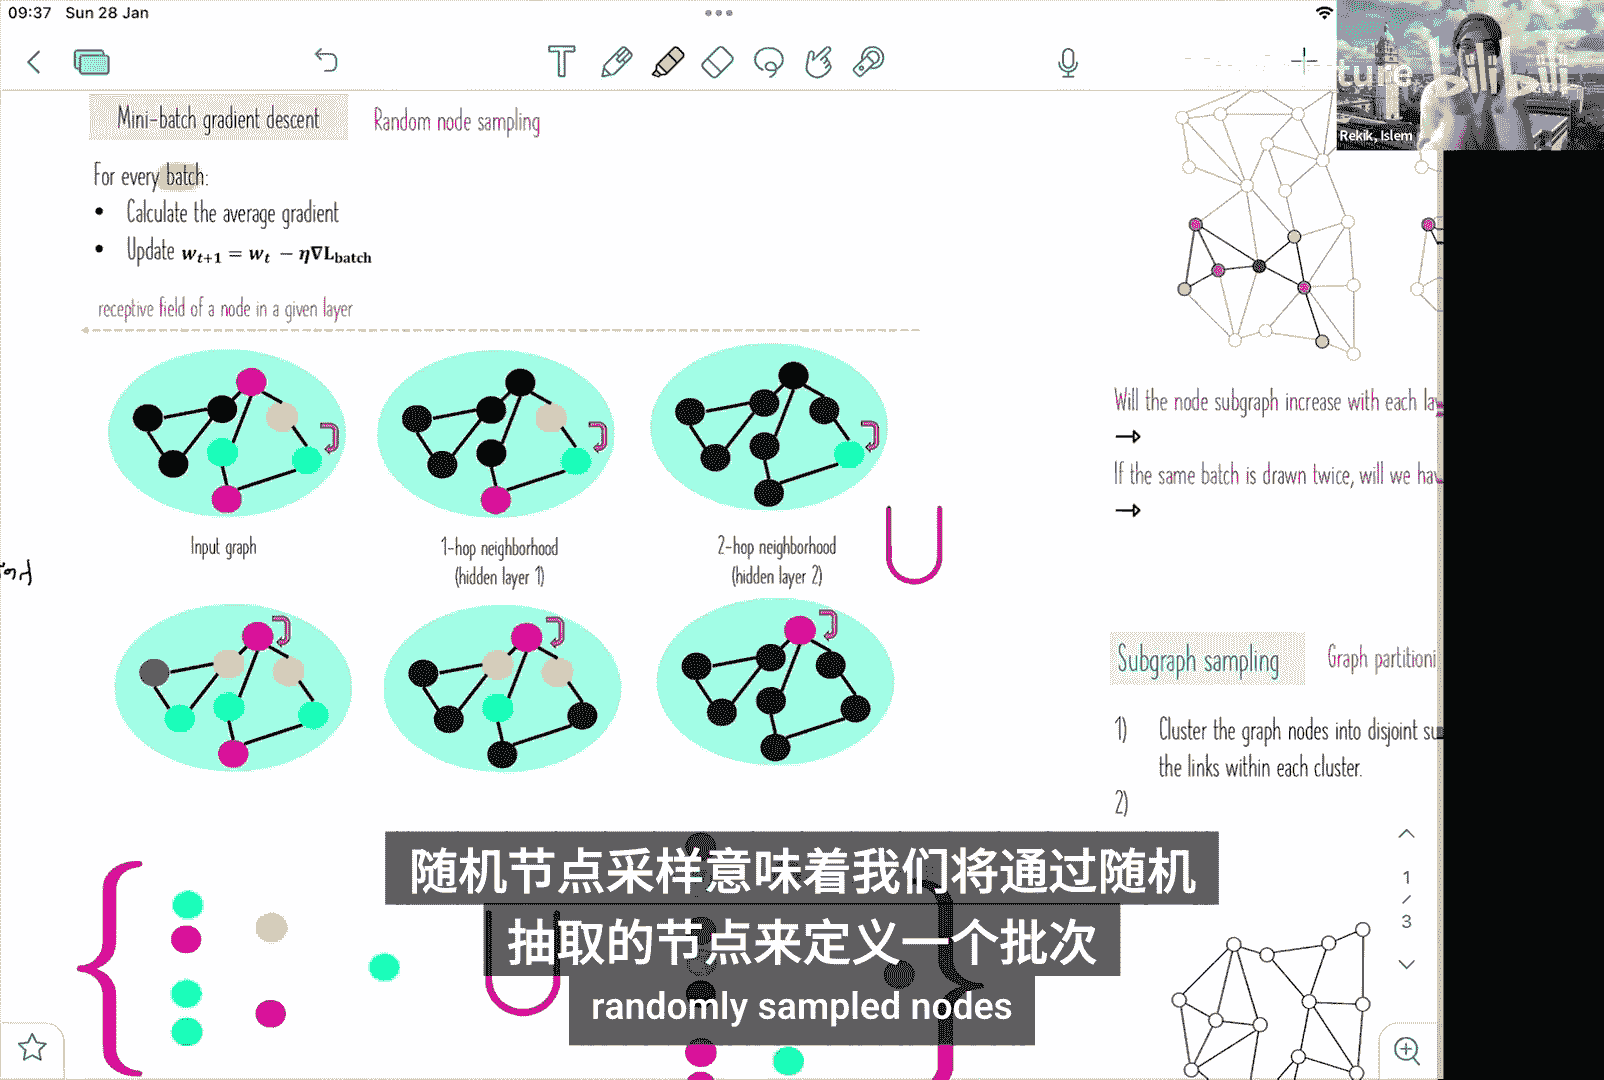 09:37 Sun 28 Jan
ture bilibili
Rekik, Islem
Mini-batch gradient descent
Random node sampling
For every batch:
• Calculate the average gradient
• Update w_{t+1} = w_t − η∇L_batch
receptive field of a node in a given layer
Input graph
1-hop neighborhood
(hidden layer 1)
2-hop neighborhood
(hidden layer 2)
Will the node subgraph increase with each
→
If the same batch is drawn twice, will we
→
Subgraph sampling
Graph
1) Cluster the graph nodes into disjoint
the links within each cluster.
2)
1
/
3
随机节点采样意味着我们将通过随机
抽取的节点来定义一个批次
randomly sampled nodes